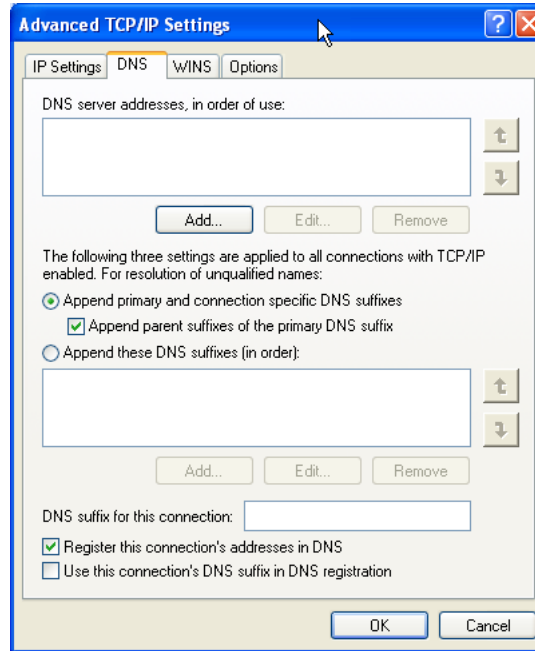 Advanced TCP/IP Settings
IP Settings DNS WINS Options
DNS server addresses, in order of use:
Add... Edit... Remove
The following three settings are applied to all connections with TCP/IP
enabled. For resolution of unqualified names:
Append primary and connection specific DNS suffixes
Append parent suffixes of the primary DNS suffix
Append these DNS suffixes (in order):
Add... Edit... Remove
DNS suffix for this connection:
Register this connection's addresses in DNS
Use this connection's DNS suffix in DNS registration
OK Cancel